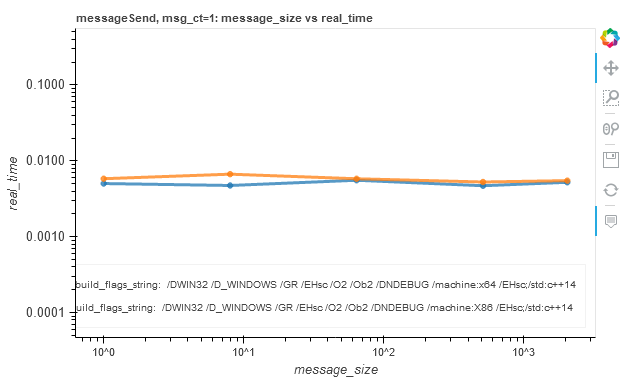 messageSend, msg_ct=1: message_size vs real_time
0.1000
0.0100
0.0010
0.0001
real_time
build_flags_string: /DWIN32 /D_WINDOWS /GR /EHsc /O2 /Ob2 /DNDEBUG /machine:x64 /EHsc;/std:c++14
uild_flags_string: /DWIN32 /D_WINDOWS /GR /EHsc /O2 /Ob2 /DNDEBUG /machine:X86 /EHsc;/std:c++14
10^0 10^1 10^2 10^3
message_size